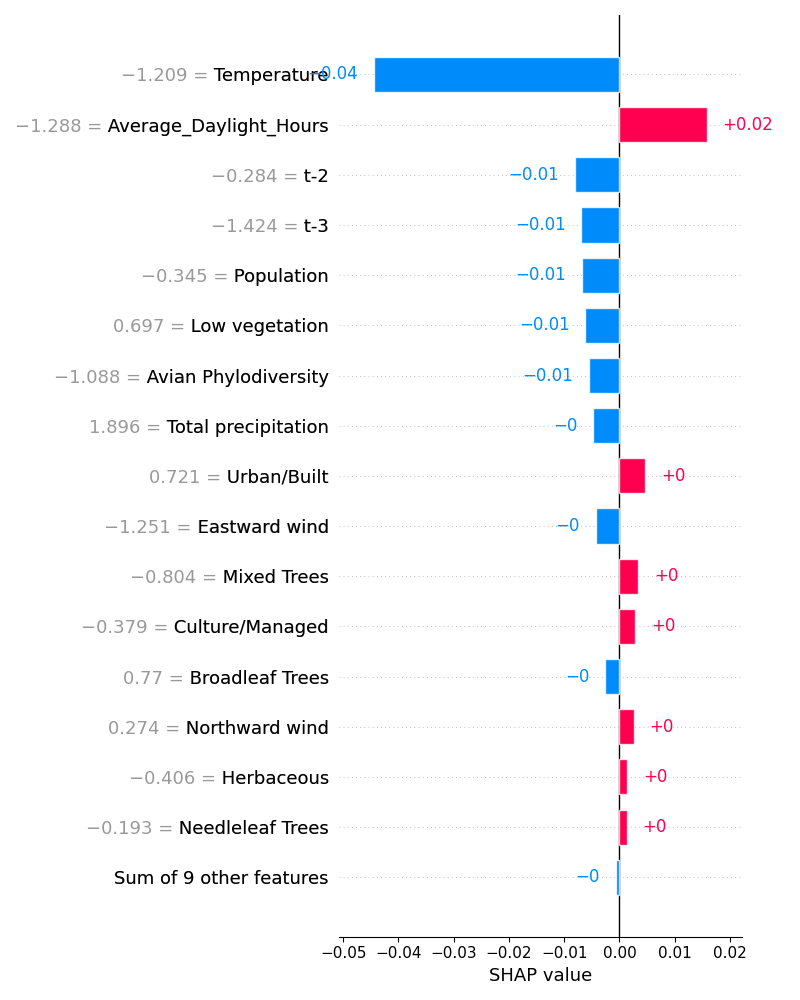 −1.209 = Temperature −0.04
−1.288 = Average_Daylight_Hours +0.02
−0.284 = t-2 −0.01
−1.424 = t-3 −0.01
−0.345 = Population −0.01
0.697 = Low vegetation −0.01
−1.088 = Avian Phylodiversity −0.01
1.896 = Total precipitation −0
0.721 = Urban/Built +0
−1.251 = Eastward wind −0
−0.804 = Mixed Trees +0
−0.379 = Culture/Managed +0
0.77 = Broadleaf Trees −0
0.274 = Northward wind +0
−0.406 = Herbaceous +0
−0.193 = Needleleaf Trees +0
Sum of 9 other features −0
−0.05 −0.04 −0.03 −0.02 −0.01 0.00 0.01 0.02
SHAP value